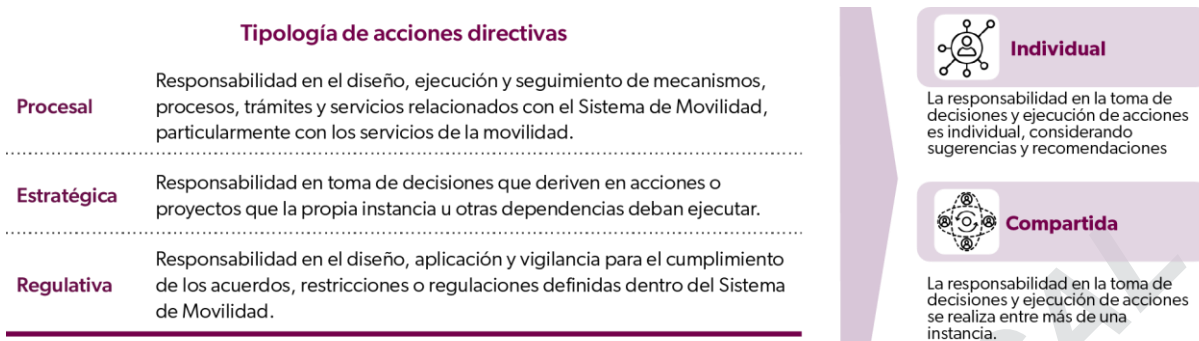 Tipología de acciones directivas
Procesal
Responsabilidad en el diseño, ejecución y seguimiento de mecanismos,
procesos, trámites y servicios relacionados con el Sistema de Movilidad,
particularmente con los servicios de la movilidad.
Estratégica
Responsabilidad en toma de decisiones que deriven en acciones o
proyectos que la propia instancia u otras dependencias deban ejecutar.
Regulativa
Responsabilidad en el diseño, aplicación y vigilancia para el cumplimiento
de los acuerdos, restricciones o regulaciones definidas dentro del Sistema
de Movilidad.
Individual
La responsabilidad en la toma de
decisiones y ejecución de acciones
es individual, considerando
sugerencias y recomendaciones
Compartida
La responsabilidad en la toma de
decisiones y ejecución de acciones
se realiza entre más de una
instancia.